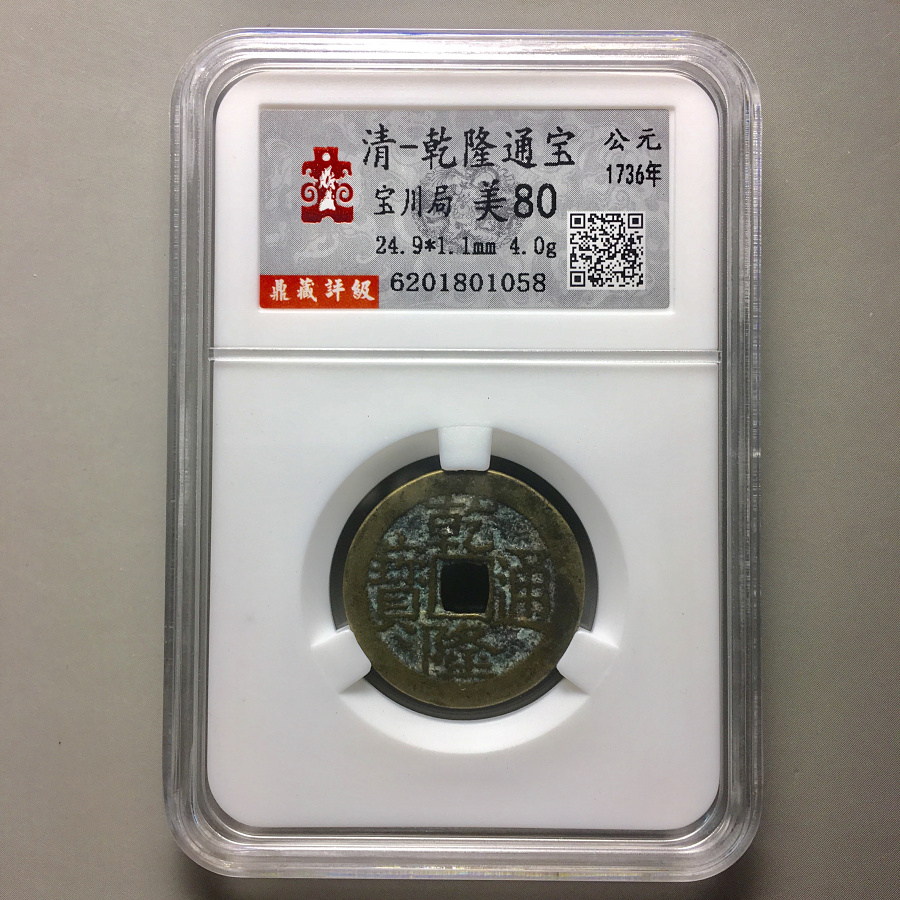 清-乾隆通宝
公元
1736年
宝川局 美80
24.9*1.1mm 4.0g
鼎藏評級
6201801058
乾隆通寶